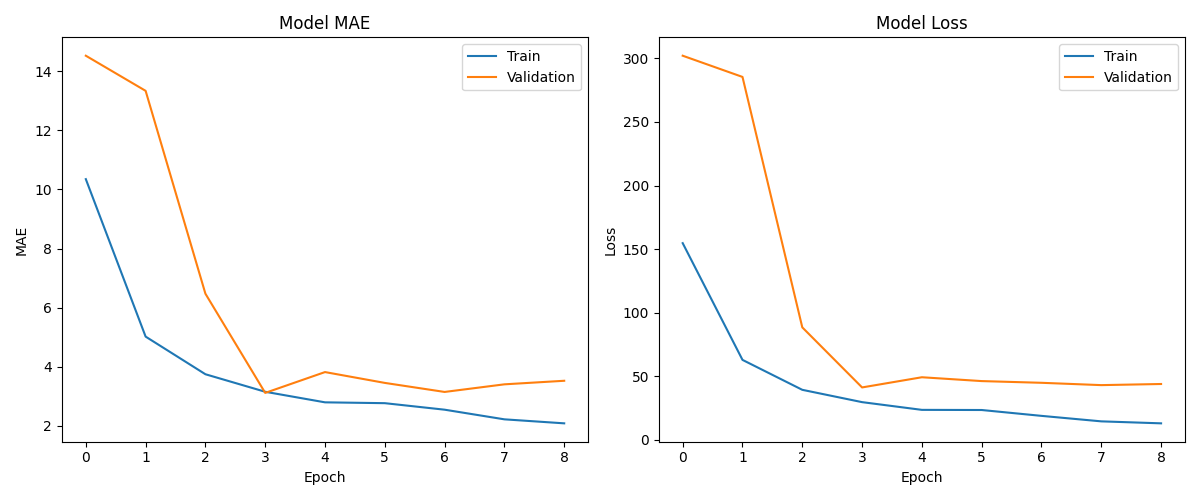 Model MAE
Train
Validation
14
12
10
8
6
4
2
MAE
0 1 2 3 4 5 6 7 8
Epoch
Model Loss
Train
Validation
300
250
200
150
100
50
0
Loss
0 1 2 3 4 5 6 7 8
Epoch